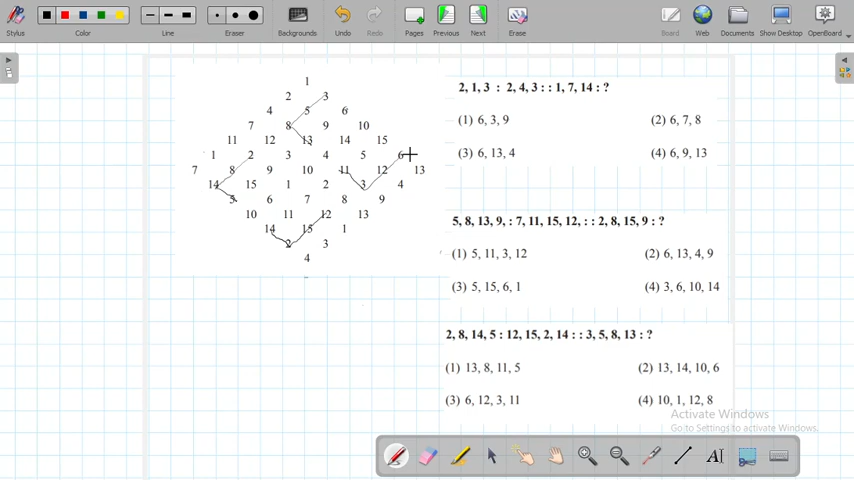 Stylus
Color
Line
Eraser
Backgrounds
Undo
Redo
Pages
Previous
Next
Erase
Board
Web
Documents
Show Desktop
OpenBoard
1
2 3
4 5 6
7 8 9 10
11 12 13 14 15
1 2 3 4 5 6
7 8 9 10 11 12 13
14 15 1 2 3 4
5 6 7 8 9
10 11 12 13
14 15 1
2 3
4
2, 1, 3 : 2, 4, 3 : : 1, 7, 14 : ?
(1) 6, 3, 9 (2) 6, 7, 8
(3) 6, 13, 4 (4) 6, 9, 13
5, 8, 13, 9, : 7, 11, 15, 12, : : 2, 8, 15, 9 : ?
(1) 5, 11, 3, 12 (2) 6, 13, 4, 9
(3) 5, 15, 6, 1 (4) 3, 6, 10, 14
2, 8, 14, 5 : 12, 15, 2, 14 : : 3, 5, 8, 13 : ?
(1) 13, 8, 11, 5 (2) 13, 14, 10, 6
(3) 6, 12, 3, 11 (4) 10, 1, 12, 8
Activate Windows
Go to Settings to activate Windows.